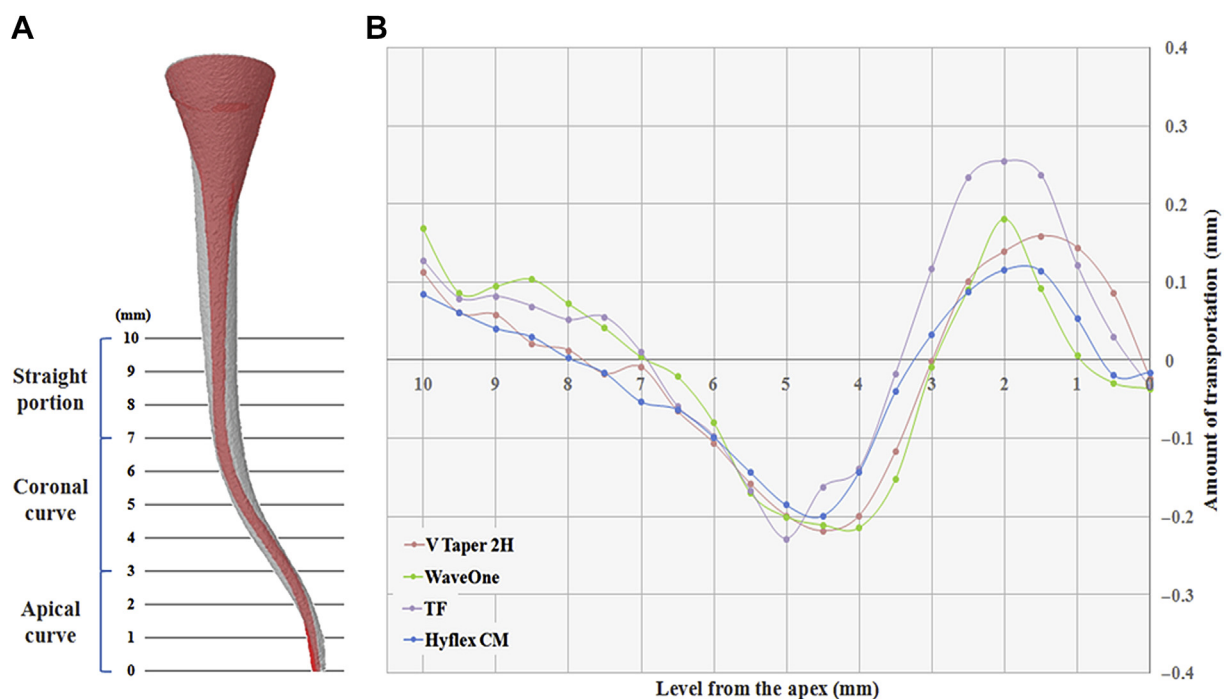 A
(mm)
10
9
8
7
6
5
4
3
2
1
0
Straight
portion
Coronal
curve
Apical
curve
B
0.4
0.3
0.2
0.1
0
−0.1
−0.2
−0.3
−0.4
10 9 8 7 6 5 4 3 2 1 0
V Taper 2H
WaveOne
TF
Hyflex CM
Level from the apex (mm)
Amount of transportation (mm)